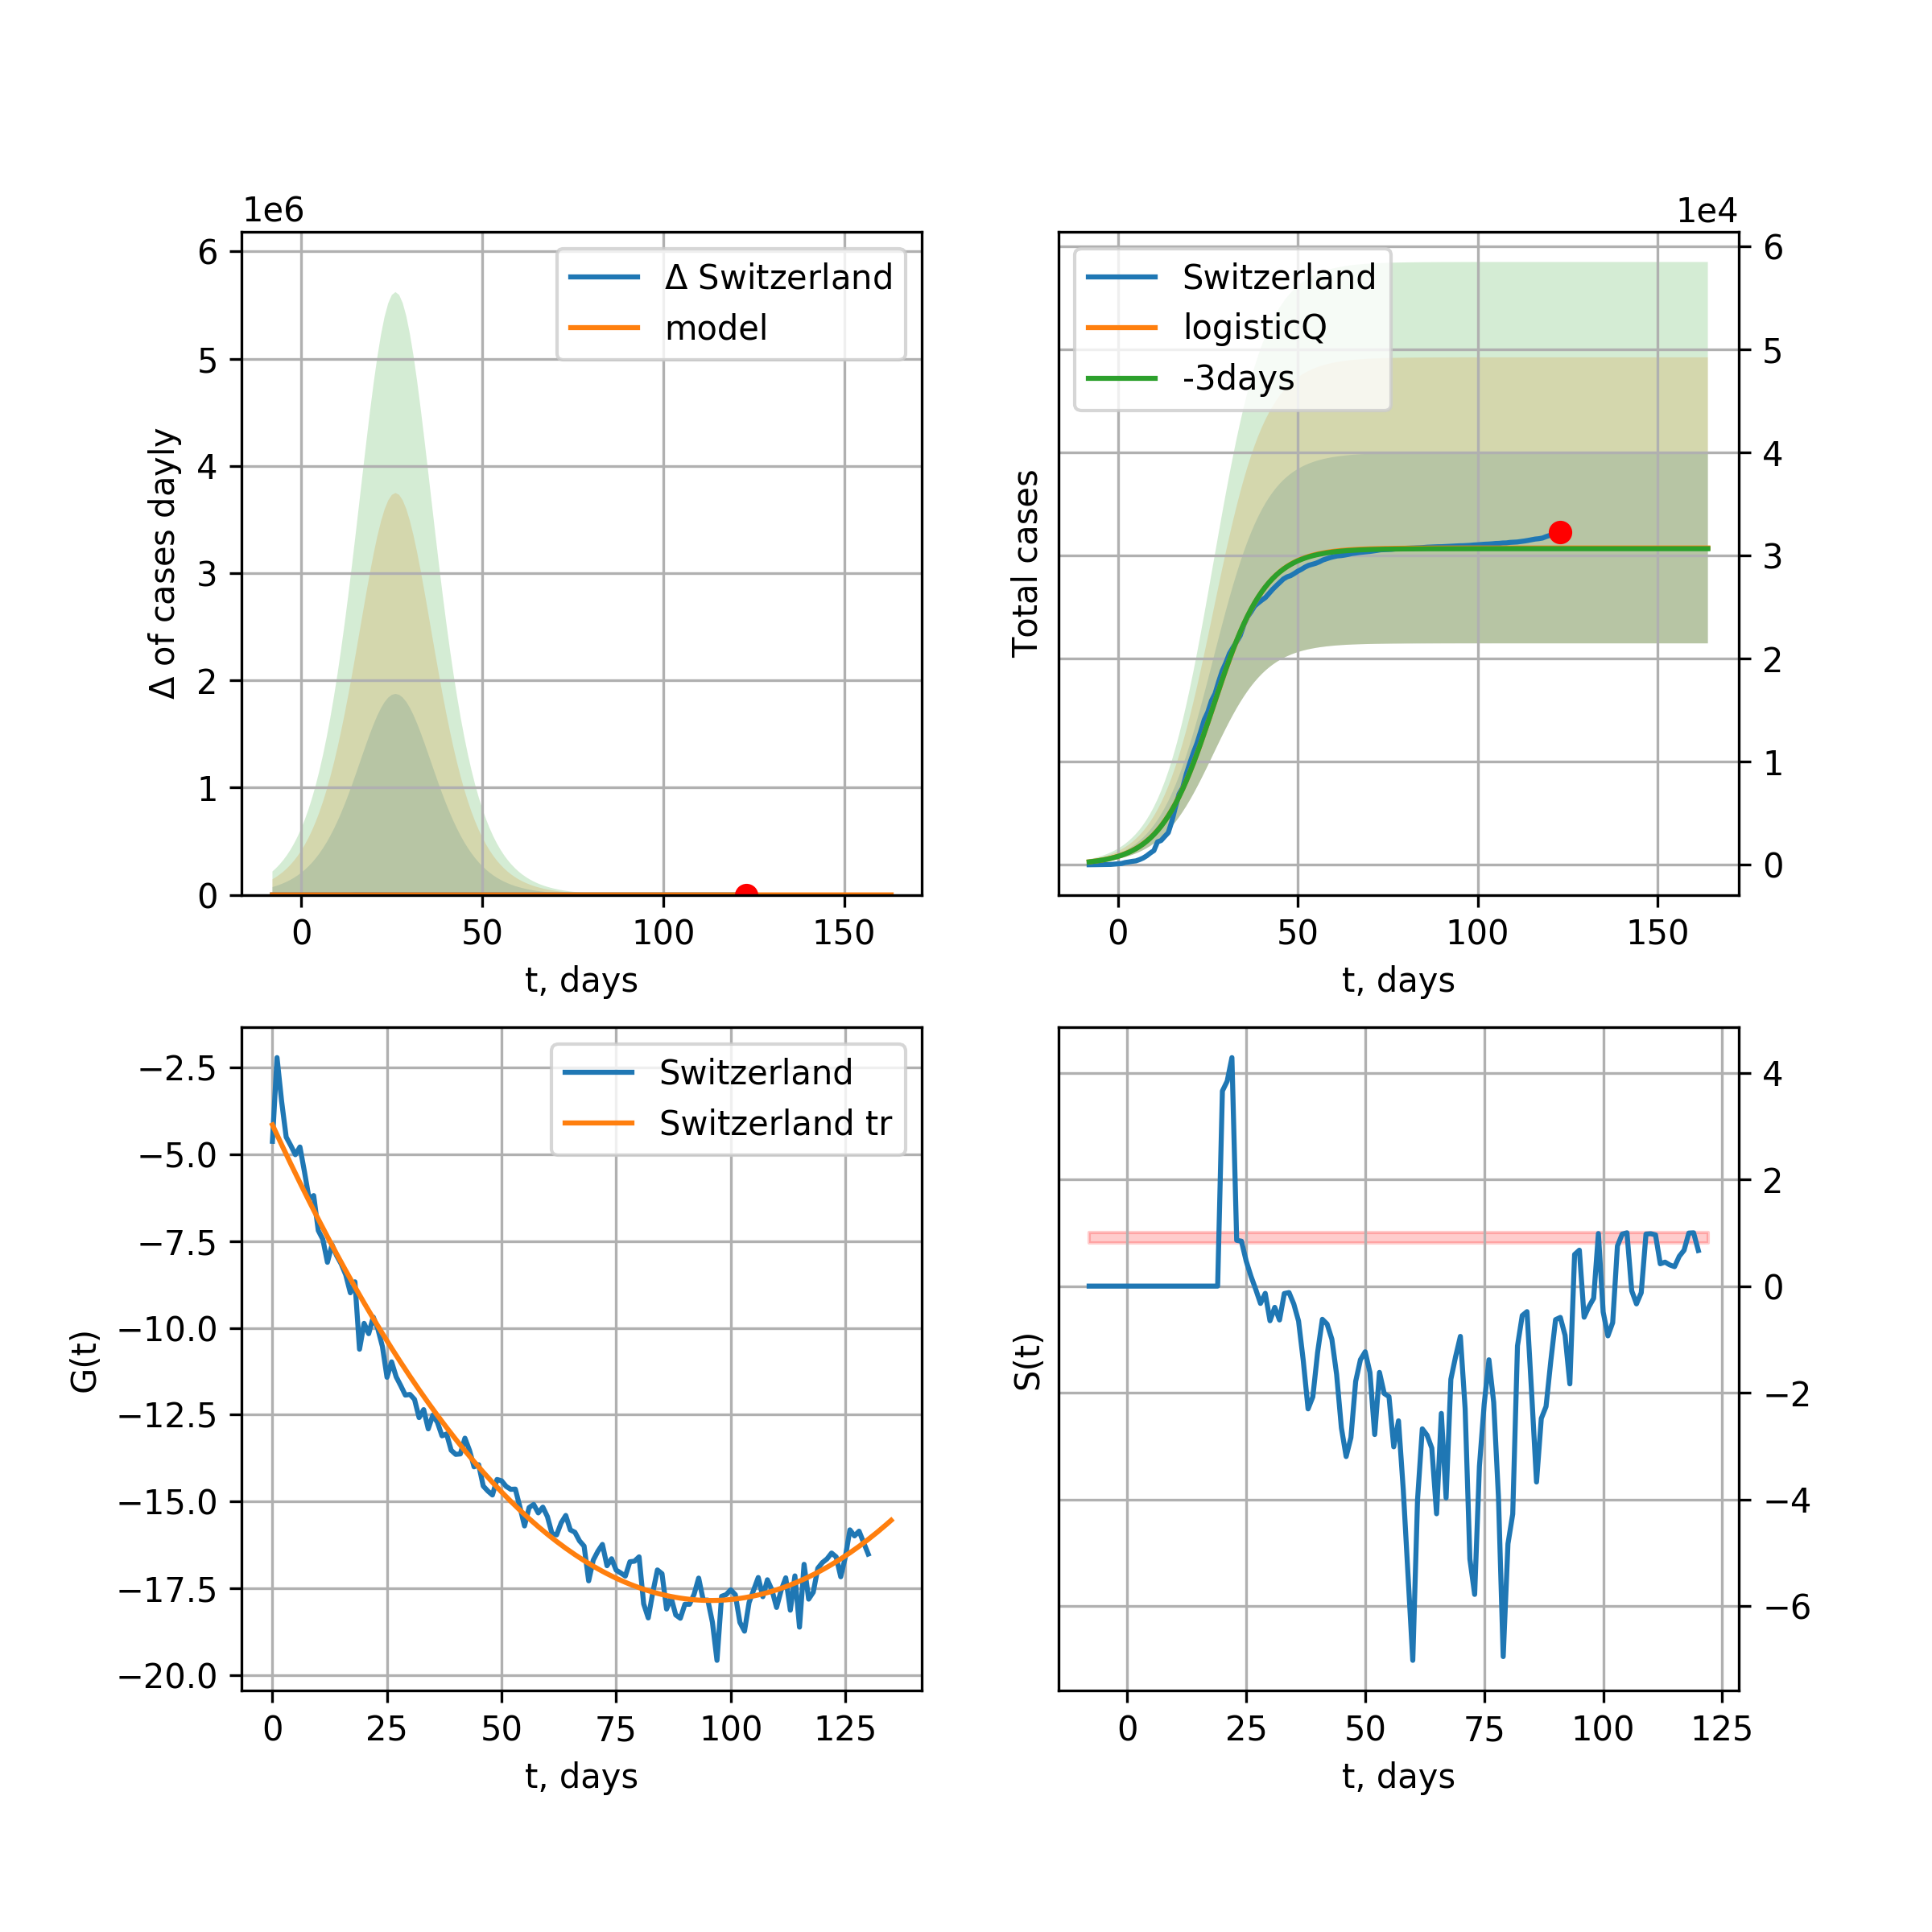 1e6
6
5
4
3
2
1
0
Δ of cases dayly
Δ Switzerland
model
0 50 100 150
t, days
1e4
6
5
4
3
2
1
0
Total cases
Switzerland
logisticQ
-3days
0 50 100 150
t, days
−2.5
−5.0
−7.5
−10.0
−12.5
−15.0
−17.5
−20.0
G(t)
Switzerland
Switzerland tr
0 25 50 75 100 125
t, days
4
2
0
−2
−4
−6
S(t)
0 25 50 75 100 125
t, days